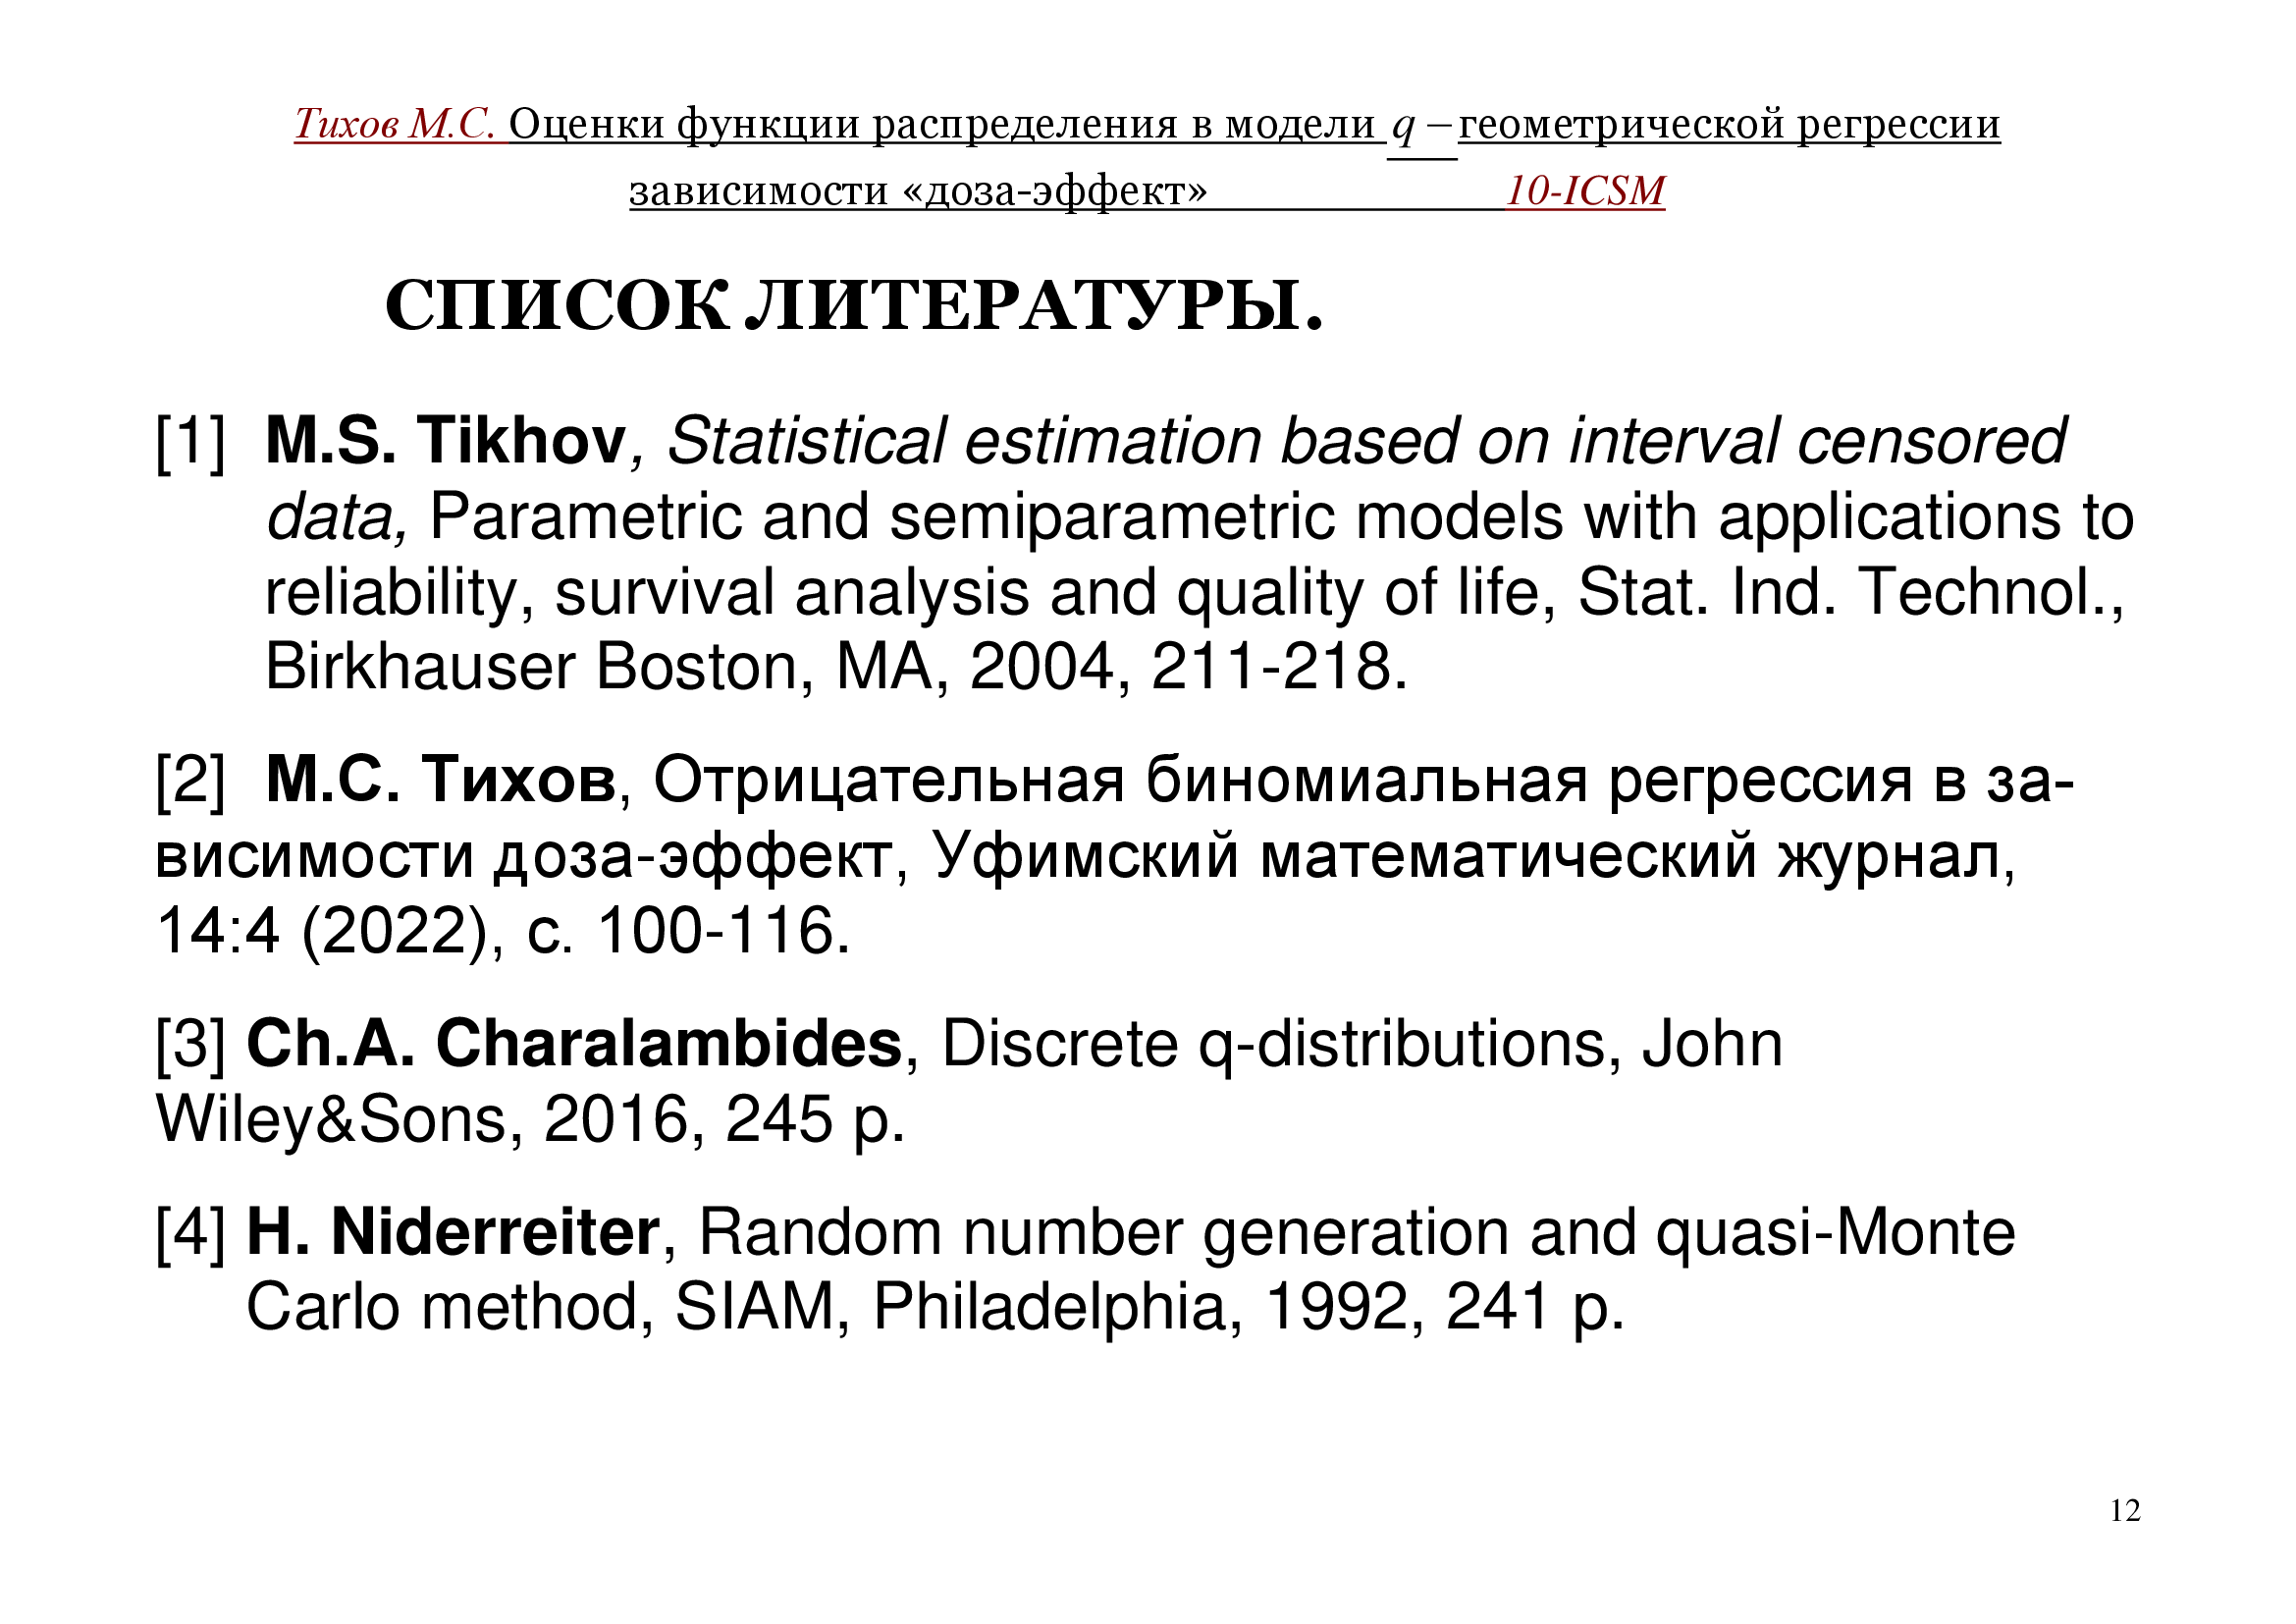 Тихов М.С. Оценки функции распределения в модели q – геометрической регрессии
зависимости «доза-эффект» 10-ICSM
СПИСОК ЛИТЕРАТУРЫ.
[1] M.S. Tikhov, Statistical estimation based on interval censored
data, Parametric and semiparametric models with applications to
reliability, survival analysis and quality of life, Stat. Ind. Technol.,
Birkhauser Boston, MA, 2004, 211-218.
[2] М.С. Тихов, Отрицательная биномиальная регрессия в за-
висимости доза-эффект, Уфимский математический журнал,
14:4 (2022), с. 100-116.
[3] Ch.A. Charalambides, Discrete q-distributions, John
Wiley&Sons, 2016, 245 p.
[4] H. Niderreiter, Random number generation and quasi-Monte
Carlo method, SIAM, Philadelphia, 1992, 241 p.
12